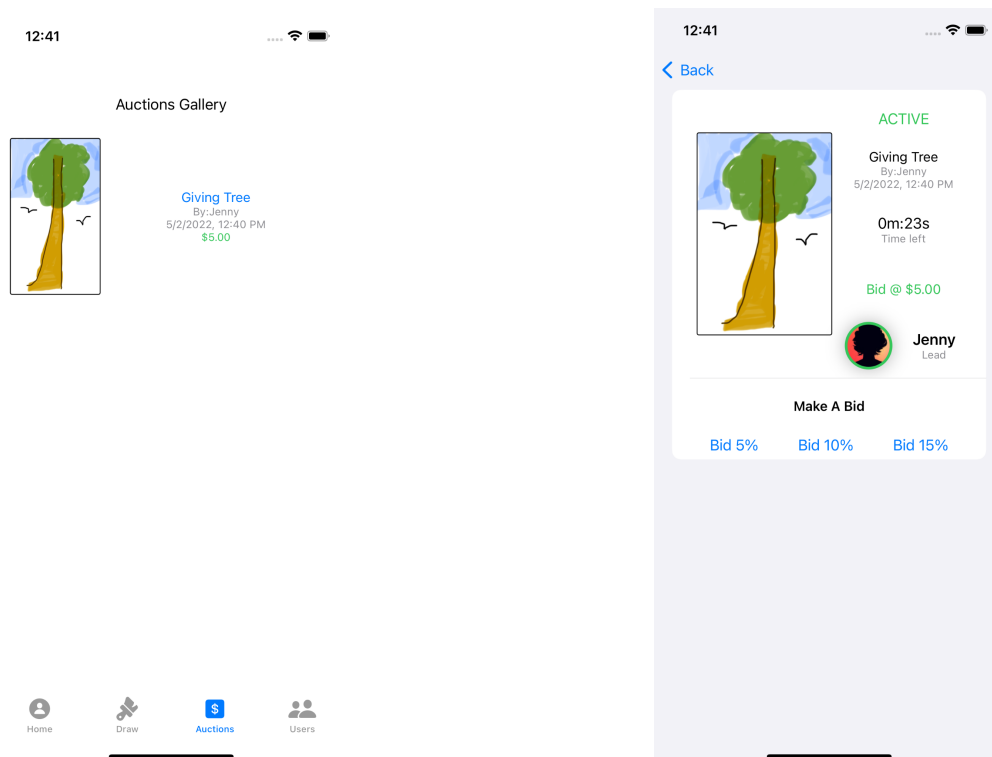 12:41
Auctions Gallery
Giving Tree
By:Jenny
5/2/2022, 12:40 PM
$5.00
$
Home
Draw
Auctions
Users
12:41
Back
ACTIVE
Giving Tree
By:Jenny
5/2/2022, 12:40 PM
0m:23s
Time left
Bid @ $5.00
Jenny
Lead
Make A Bid
Bid 5% Bid 10% Bid 15%